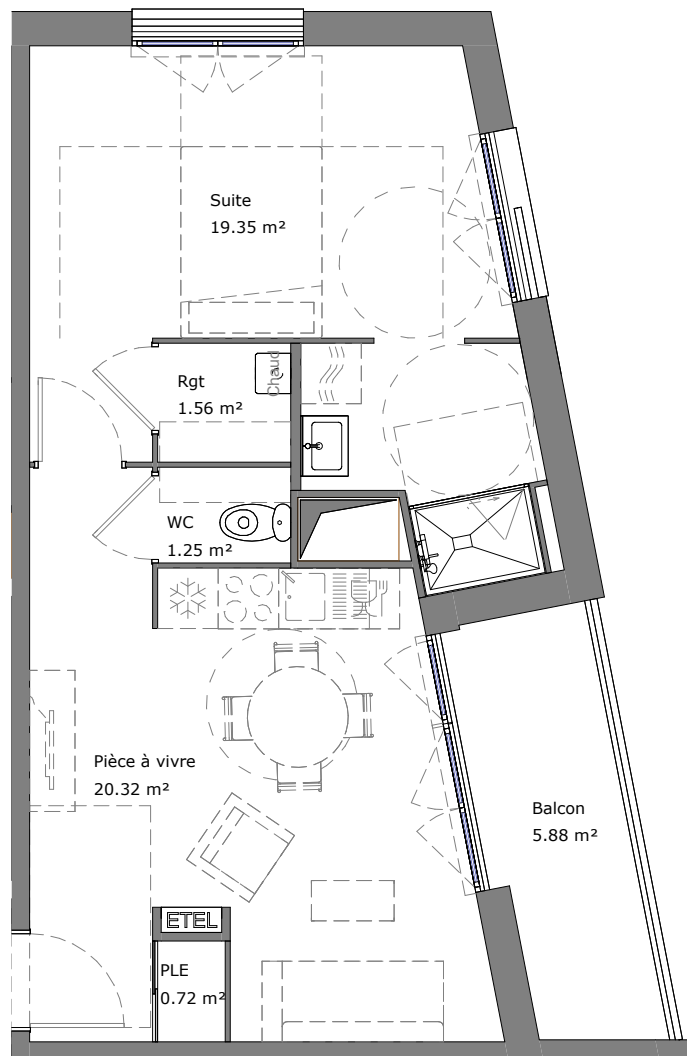 Suite
19.35 m²
Chaud
Rgt
1.56 m²
WC
1.25 m²
Pièce à vivre
20.32 m²
Balcon
5.88 m²
ETEL
PLE
0.72 m²